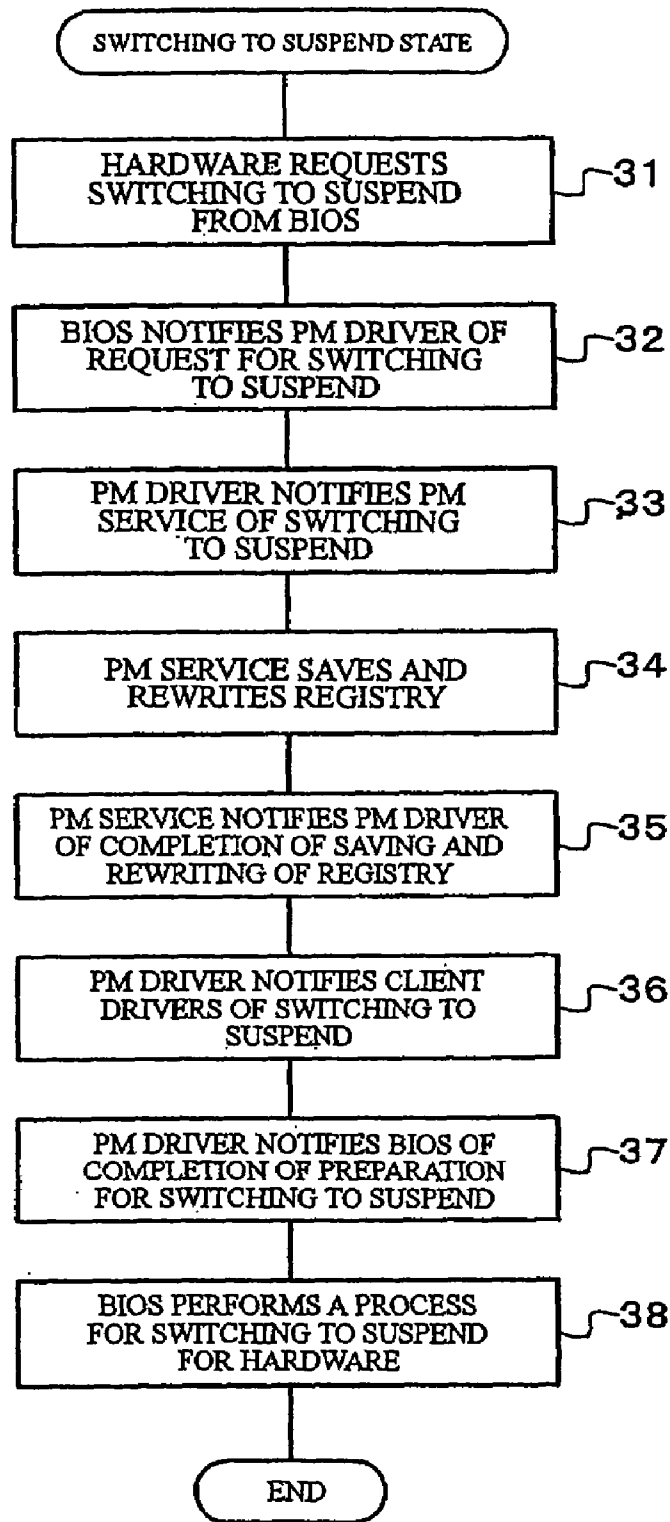 SWITCHING TO SUSPEND STATE
HARDWARE REQUESTS
SWITCHING TO SUSPEND
FROM BIOS
31
BIOS NOTIFIES PM DRIVER OF
REQUEST FOR SWITCHING
TO SUSPEND
32
PM DRIVER NOTIFIES PM
SERVICE OF SWITCHING
TO SUSPEND
33
PM SERVICE SAVES AND
REWRITES REGISTRY
34
PM SERVICE NOTIFIES PM DRIVER
OF COMPLETION OF SAVING AND
REWRITING OF REGISTRY
35
PM DRIVER NOTIFIES CLIENT
DRIVERS OF SWITCHING TO
SUSPEND
36
PM DRIVER NOTIFIES BIOS OF
COMPLETION OF PREPARATION
FOR SWITCHING TO SUSPEND
37
BIOS PERFORMS A PROCESS
FOR SWITCHING TO SUSPEND
FOR HARDWARE
38
END